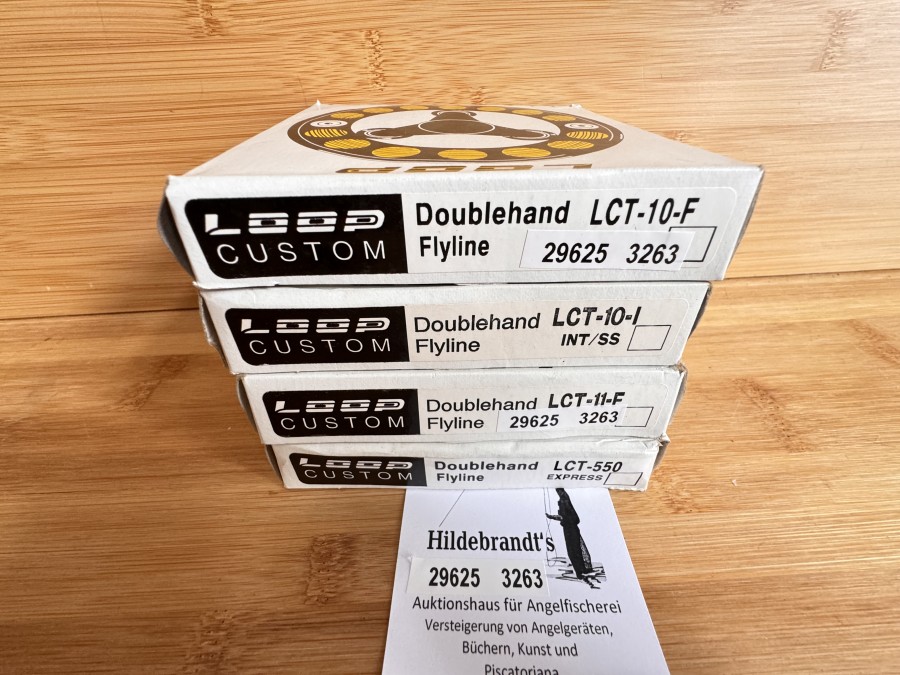 LOOP
LOOP
CUSTOM
Doublehand LCT-10-F
Flyline
29625 3263
LOOP
CUSTOM
Doublehand LCT-10-I
Flyline INT/SS
LOOP
CUSTOM
Doublehand LCT-11-F
Flyline 29625 3263
LOOP
CUSTOM
Doublehand LCT-550
Flyline EXPRESS
Hildebrandt's
29625 3263
Auktionshaus für Angelfischerei
Versteigerung von Angelgeräten,
Büchern, Kunst und
Piscatoriana